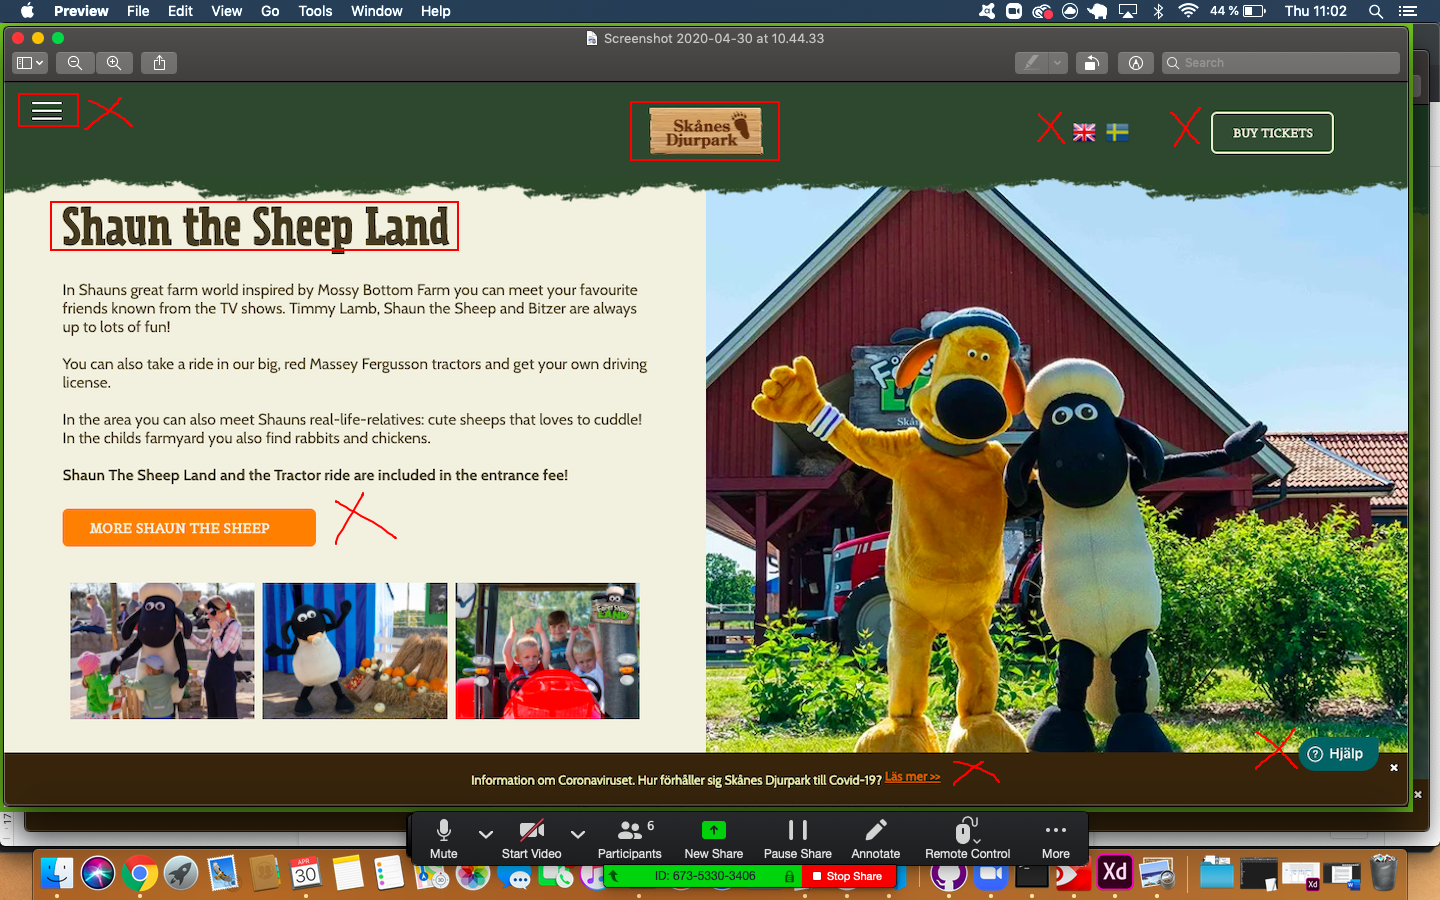 Preview File Edit View Go Tools Window Help 44 % Thu 11:02
Screenshot 2020-04-30 at 10.44.33
Search
Skånes
Djurpark
BUY TICKETS
Shaun the Sheep Land
In Shauns great farm world inspired by Mossy Bottom Farm you can meet your favourite
friends known from the TV shows. Timmy Lamb, Shaun the Sheep and Bitzer are always
up to lots of fun!
You can also take a ride in our big, red Massey Fergusson tractors and get your own driving
license.
In the area you can also meet Shauns real-life-relatives: cute sheeps that loves to cuddle!
In the childs farmyard you also find rabbits and chickens.
Shaun The Sheep Land and the Tractor ride are included in the entrance fee!
MORE SHAUN THE SHEEP
LAND
Hjälp
Information om Coronaviruset. Hur förhåller sig Skånes Djurpark till Covid-19? Läs mer >>
17
6
Mute Start Video Participants New Share Pause Share Annotate Remote Control More
ID: 673-5330-3406 Stop Share
APR
30
Xd